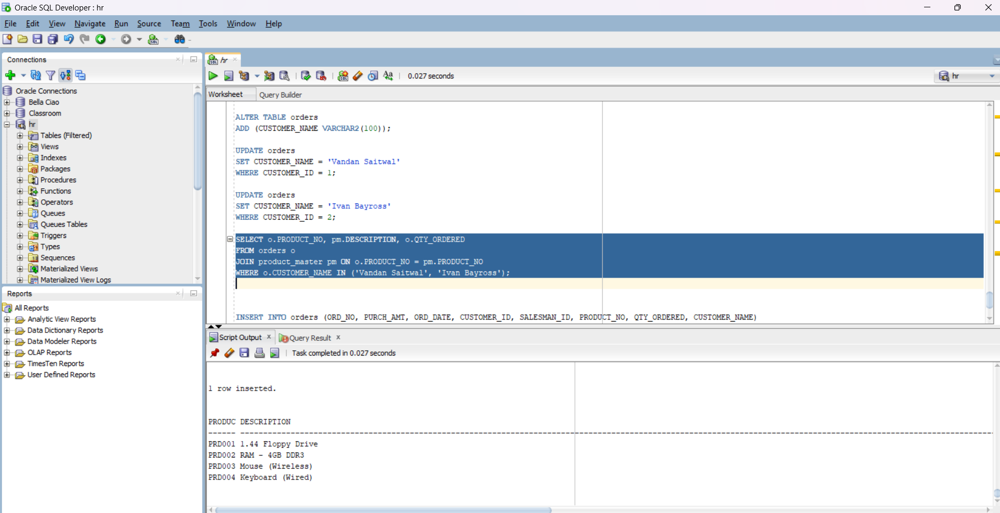 Oracle SQL Developer : hr
File Edit View Navigate Run Source Team Tools Window Help
Connections
Oracle Connections
Bella Ciao
Classroom
hr
Tables (Filtered)
Views
Indexes
Packages
Procedures
Functions
Operators
Queues
Queues Tables
Triggers
Types
Sequences
Materialized Views
Materialized View Logs
Reports
All Reports
Analytic View Reports
Data Dictionary Reports
Data Modeler Reports
OLAP Reports
TimesTen Reports
User Defined Reports
hr
0.027 seconds
hr
Worksheet Query Builder
ALTER TABLE orders
ADD (CUSTOMER_NAME VARCHAR2(100));
UPDATE orders
SET CUSTOMER_NAME = 'Vandan Saitwal'
WHERE CUSTOMER_ID = 1;
UPDATE orders
SET CUSTOMER_NAME = 'Ivan Bayross'
WHERE CUSTOMER_ID = 2;
SELECT o.PRODUCT_NO, pm.DESCRIPTION, o.QTY_ORDERED
FROM orders o
JOIN product_master pm ON o.PRODUCT_NO = pm.PRODUCT_NO
WHERE o.CUSTOMER_NAME IN ('Vandan Saitwal', 'Ivan Bayross');
INSERT INTO orders (ORD_NO, PURCH_AMT, ORD_DATE, CUSTOMER_ID, SALESMAN_ID, PRODUCT_NO, QTY_ORDERED, CUSTOMER_NAME)
Script Output Query Result
Task completed in 0.027 seconds
1 row inserted.
PRODUC DESCRIPTION
PRD001 1.44 Floppy Drive
PRD002 RAM - 4GB DDR3
PRD003 Mouse (Wireless)
PRD004 Keyboard (Wired)